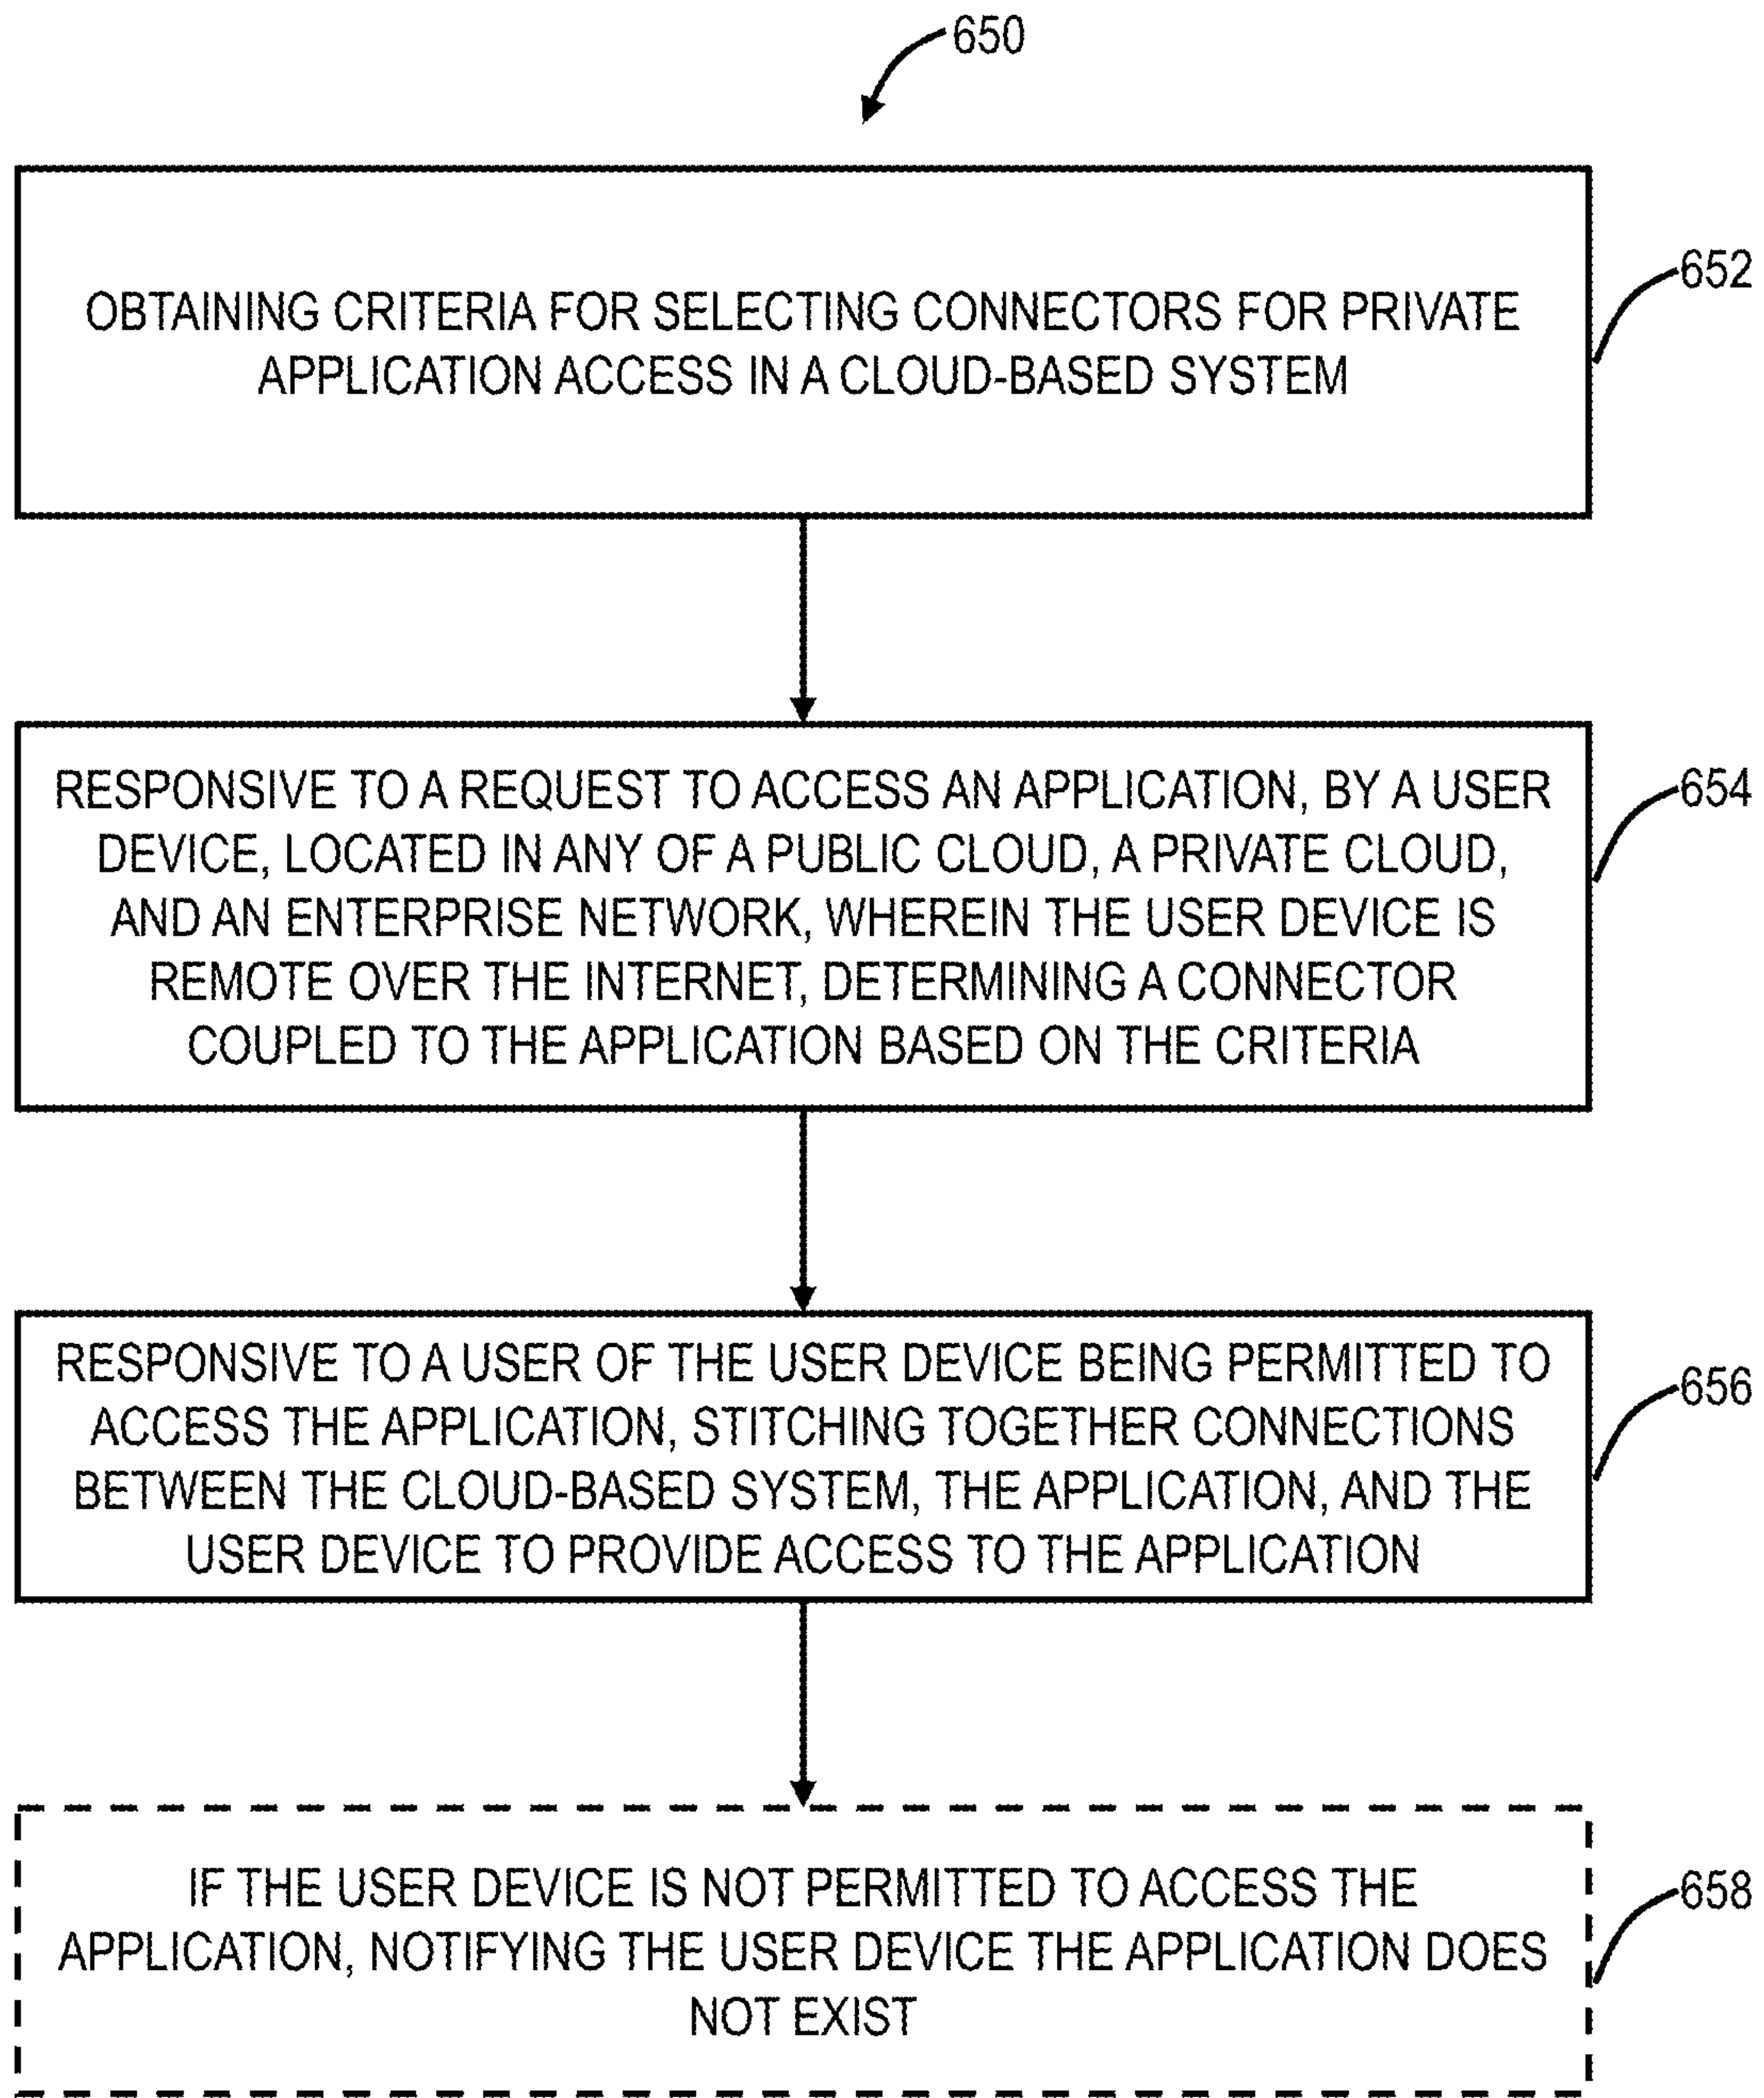 650
OBTAINING CRITERIA FOR SELECTING CONNECTORS FOR PRIVATE
APPLICATION ACCESS IN A CLOUD-BASED SYSTEM
652
RESPONSIVE TO A REQUEST TO ACCESS AN APPLICATION, BY A USER
DEVICE, LOCATED IN ANY OF A PUBLIC CLOUD, A PRIVATE CLOUD,
AND AN ENTERPRISE NETWORK, WHEREIN THE USER DEVICE IS
REMOTE OVER THE INTERNET, DETERMINING A CONNECTOR
COUPLED TO THE APPLICATION BASED ON THE CRITERIA
654
RESPONSIVE TO A USER OF THE USER DEVICE BEING PERMITTED TO
ACCESS THE APPLICATION, STITCHING TOGETHER CONNECTIONS
BETWEEN THE CLOUD-BASED SYSTEM, THE APPLICATION, AND THE
USER DEVICE TO PROVIDE ACCESS TO THE APPLICATION
656
IF THE USER DEVICE IS NOT PERMITTED TO ACCESS THE
APPLICATION, NOTIFYING THE USER DEVICE THE APPLICATION DOES
NOT EXIST
658